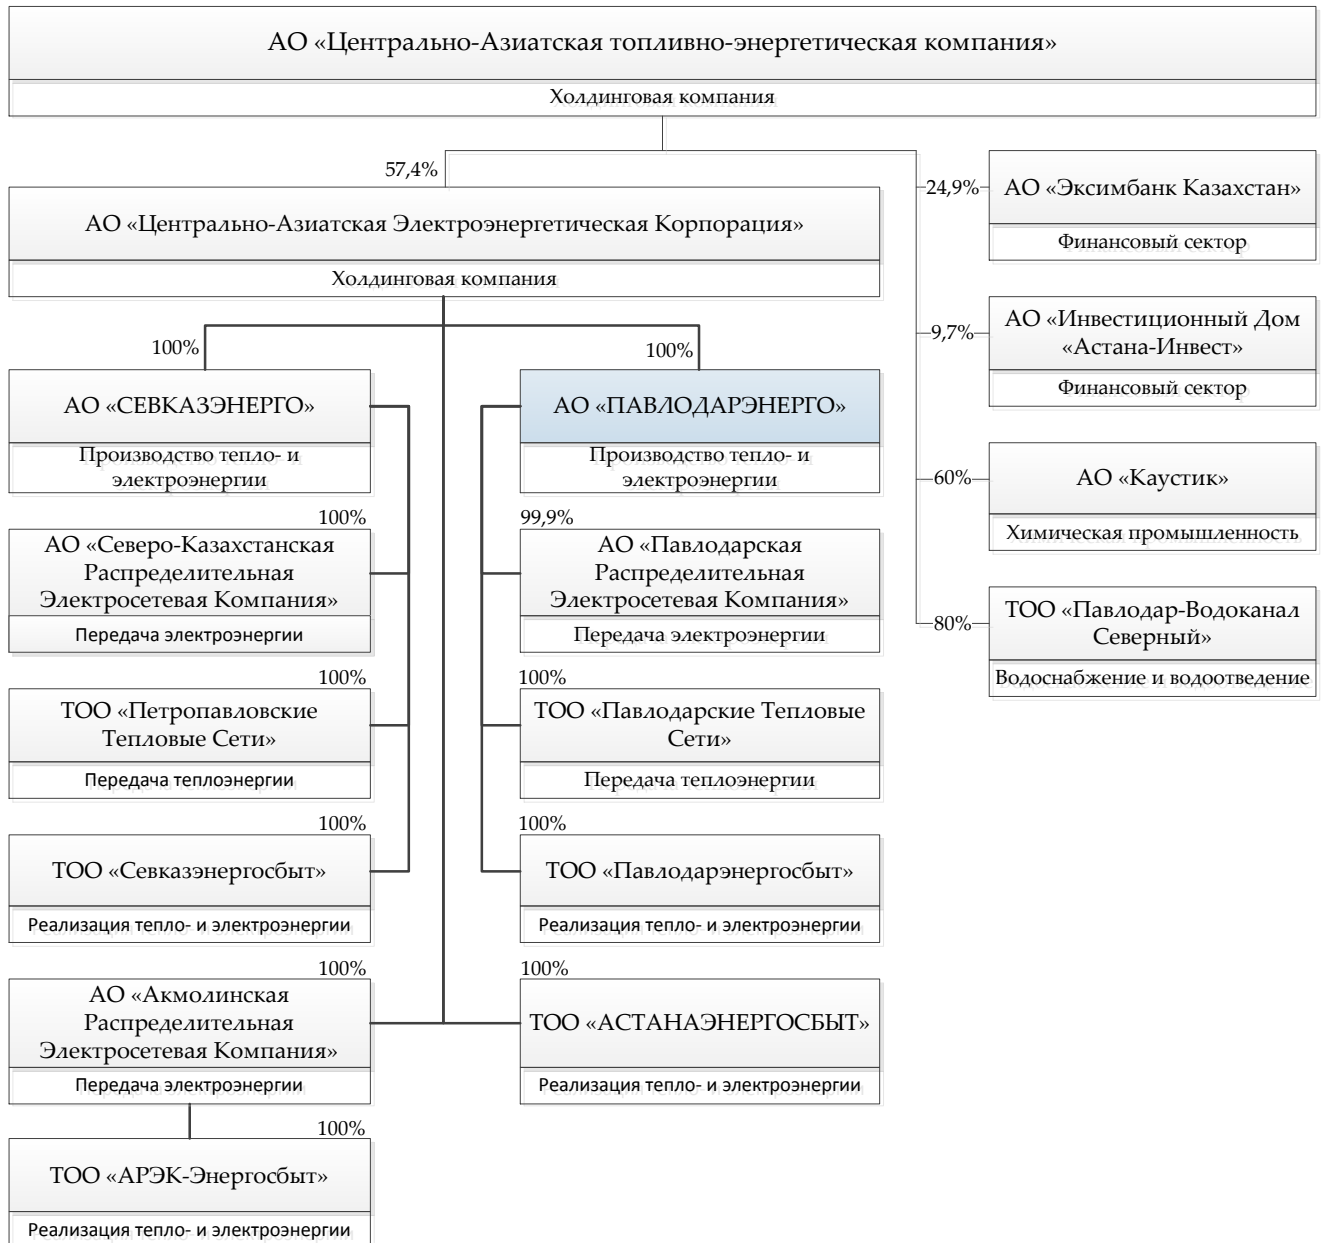 АО «Центрально-Азиатская топливно-энергетическая компания»
Холдинговая компания
57,4%
АО «Центрально-Азиатская Электроэнергетическая Корпорация»
Холдинговая компания
24,9%
АО «Эксимбанк Казахстан»
Финансовый сектор
9,7%
АО «Инвестиционный Дом
«Астана-Инвест»
Финансовый сектор
60%
АО «Каустик»
Химическая промышленность
80%
ТОО «Павлодар-Водоканал
Северный»
Водоснабжение и водоотведение
100%
АО «СЕВКАЗЭНЕРГО»
Производство тепло- и
электроэнергии
100%
АО «Северо-Казахстанская
Распределительная
Электросетевая Компания»
Передача электроэнергии
100%
ТОО «Петропавловские
Тепловые Сети»
Передача теплоэнергии
100%
ТОО «Севказэнергосбыт»
Реализация тепло- и электроэнергии
100%
АО «ПАВЛОДАРЭНЕРГО»
Производство тепло- и
электроэнергии
99,9%
АО «Павлодарская
Распределительная
Электросетевая Компания»
Передача электроэнергии
100%
ТОО «Павлодарские Тепловые
Сети»
Передача теплоэнергии
100%
ТОО «Павлодарэнергосбыт»
Реализация тепло- и электроэнергии
100%
АО «Акмолинская
Распределительная
Электросетевая Компания»
Передача электроэнергии
100%
ТОО «АСТАНАЭНЕРГОСБЫТ»
Реализация тепло- и электроэнергии
100%
ТОО «АРЭК-Энергосбыт»
Реализация тепло- и электроэнергии